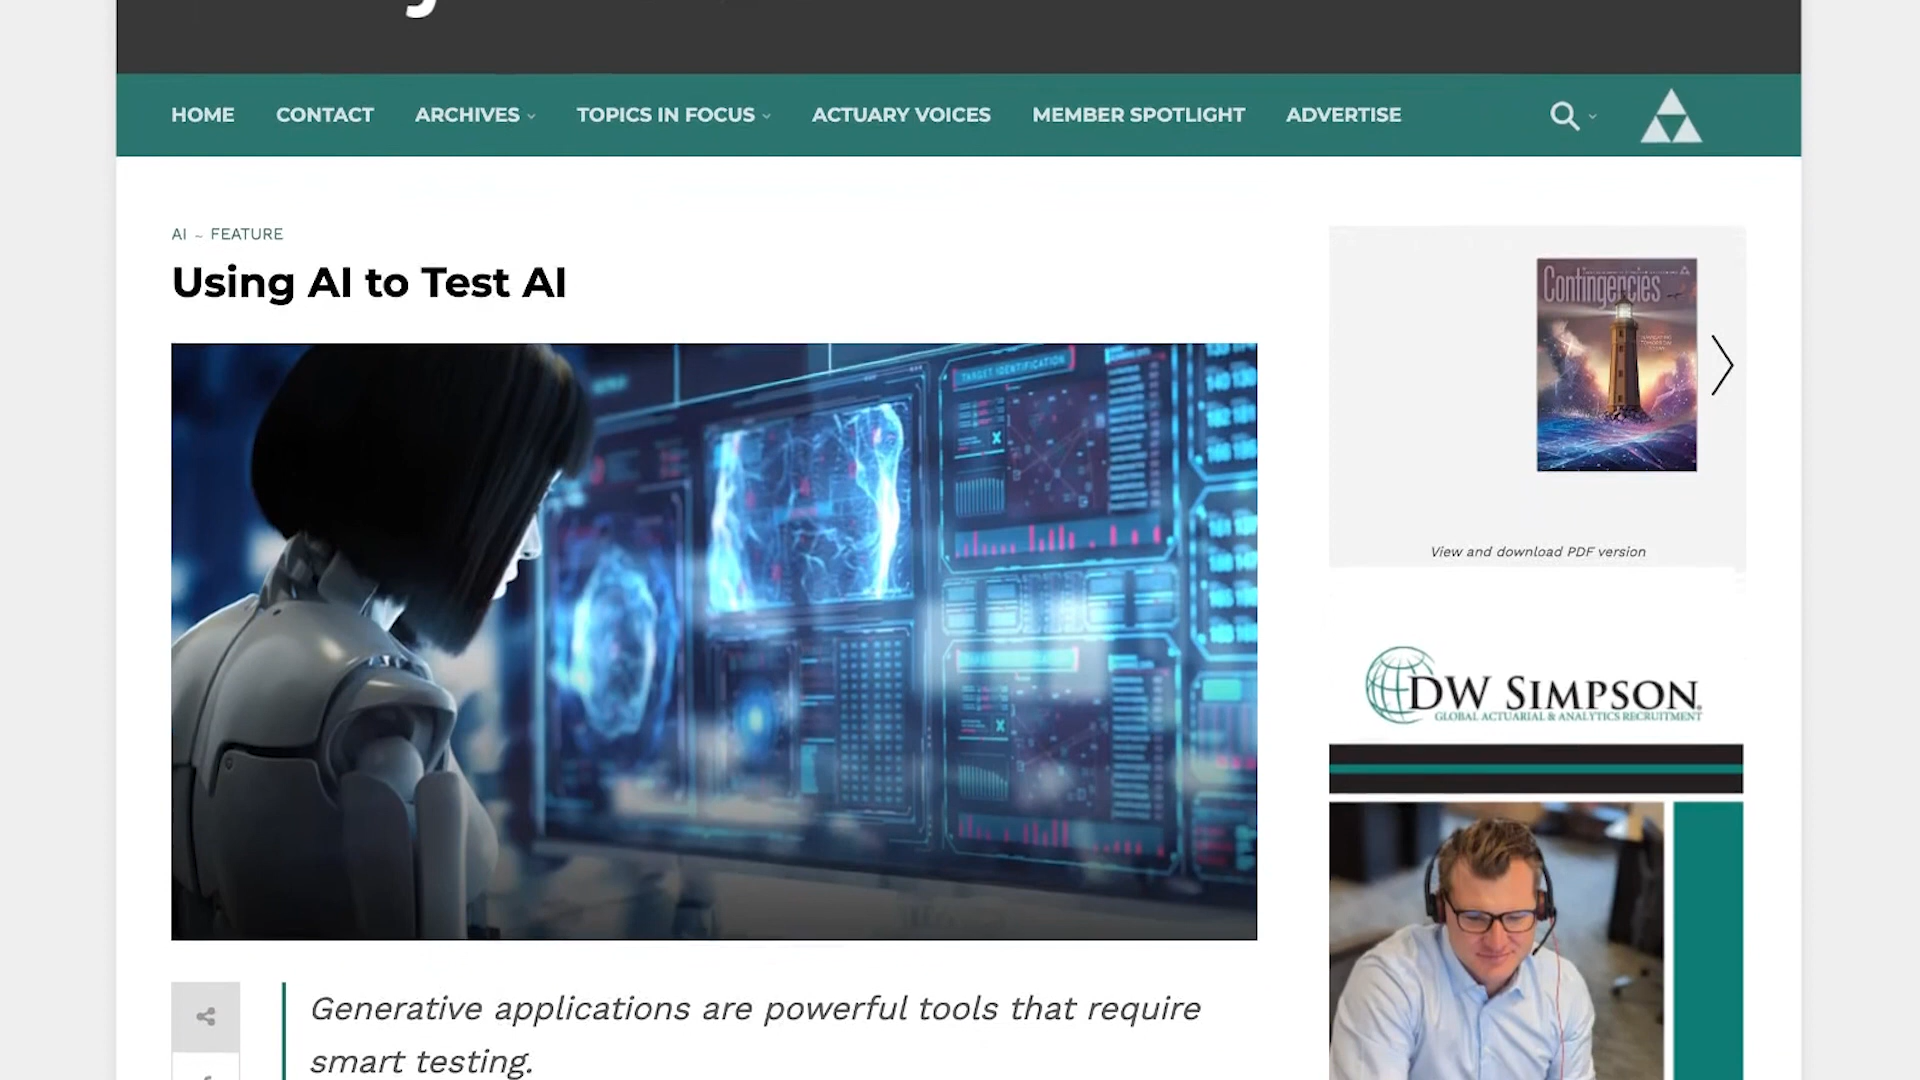 HOME CONTACT ARCHIVES TOPICS IN FOCUS ACTUARY VOICES MEMBER SPOTLIGHT ADVERTISE
AI ~ FEATURE
Using AI to Test AI
TARGET IDENTIFICATION
Contingencies
View and download PDF version
DW SIMPSON
GLOBAL ACTUARIAL & ANALYTICS RECRUITMENT
Generative applications are powerful tools that require
smart testing.